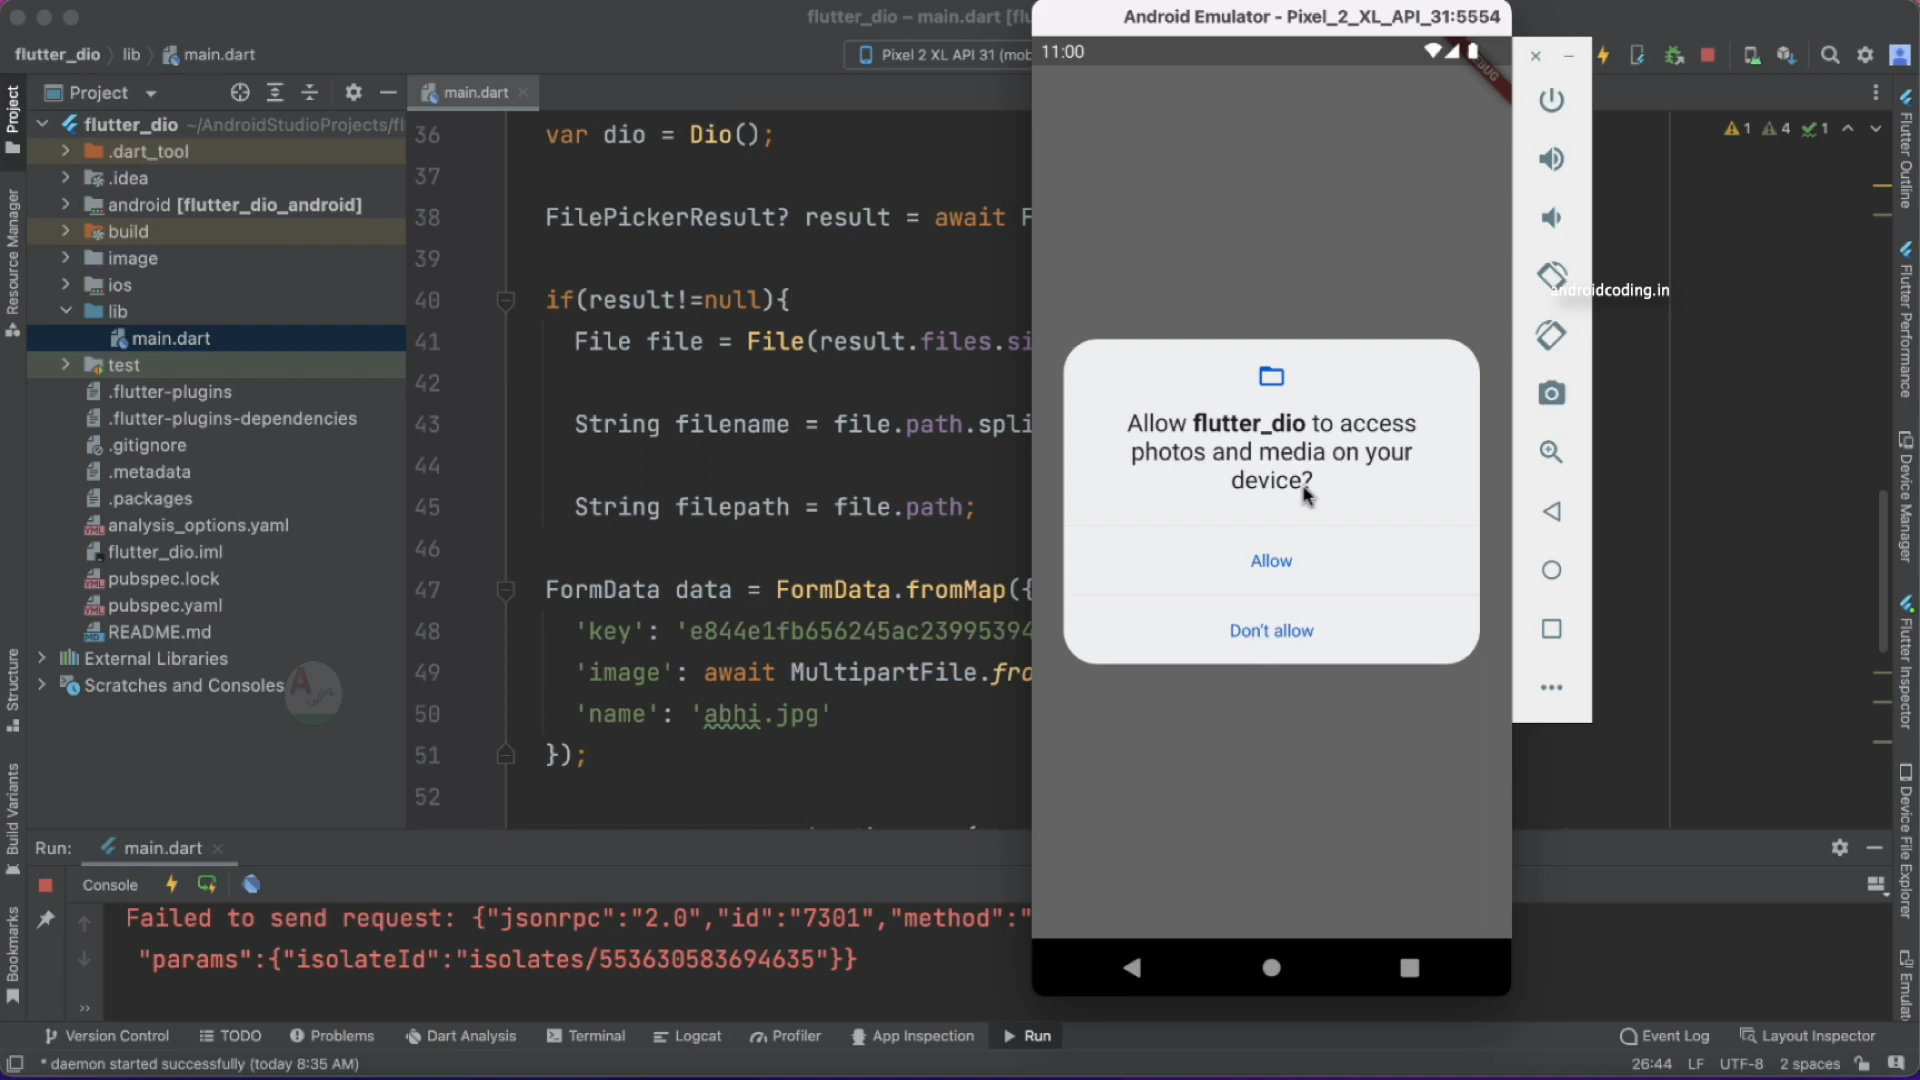 flutter_dio – main.dart [flu
Android Emulator - Pixel_2_XL_API_31:5554
flutter_dio
lib
main.dart
Pixel 2 XL API 31 (mob
11:00
Project
main.dart
flutter_dio ~/AndroidStudioProjects/fl
.dart_tool
.idea
android [flutter_dio_android]
build
image
ios
lib
main.dart
test
.flutter-plugins
.flutter-plugins-dependencies
.gitignore
.metadata
.packages
analysis_options.yaml
flutter_dio.iml
pubspec.lock
pubspec.yaml
README.md
External Libraries
Scratches and Consoles
36 var dio = Dio();
37
38 FilePickerResult? result = await F
39
40 if(result!=null){
41 File file = File(result.files.si
42
43 String filename = file.path.spli
44
45 String filepath = file.path;
46
47 FormData data = FormData.fromMap({
48 'key': 'e844e1fb656245ac23995394
49 'image': await MultipartFile.fro
50 'name': 'abhi.jpg'
51 });
52
Allow flutter_dio to access
photos and media on your
device?
Allow
Don't allow
androidcoding.in
1 4 1
Project
Resource Manager
Structure
Build Variants
Bookmarks
Flutter Outline
Flutter Performance
Device Manager
Flutter Inspector
Device File Explorer
Emulat
Run:
main.dart
Console
Failed to send request: {"jsonrpc":"2.0","id":"7301","method":"
"params":{"isolateId":"isolates/553630583694635"}}
Version Control
TODO
Problems
Dart Analysis
Terminal
Logcat
Profiler
App Inspection
Run
Event Log
Layout Inspector
* daemon started successfully (today 8:35 AM)
26:44 LF UTF-8 2 spaces